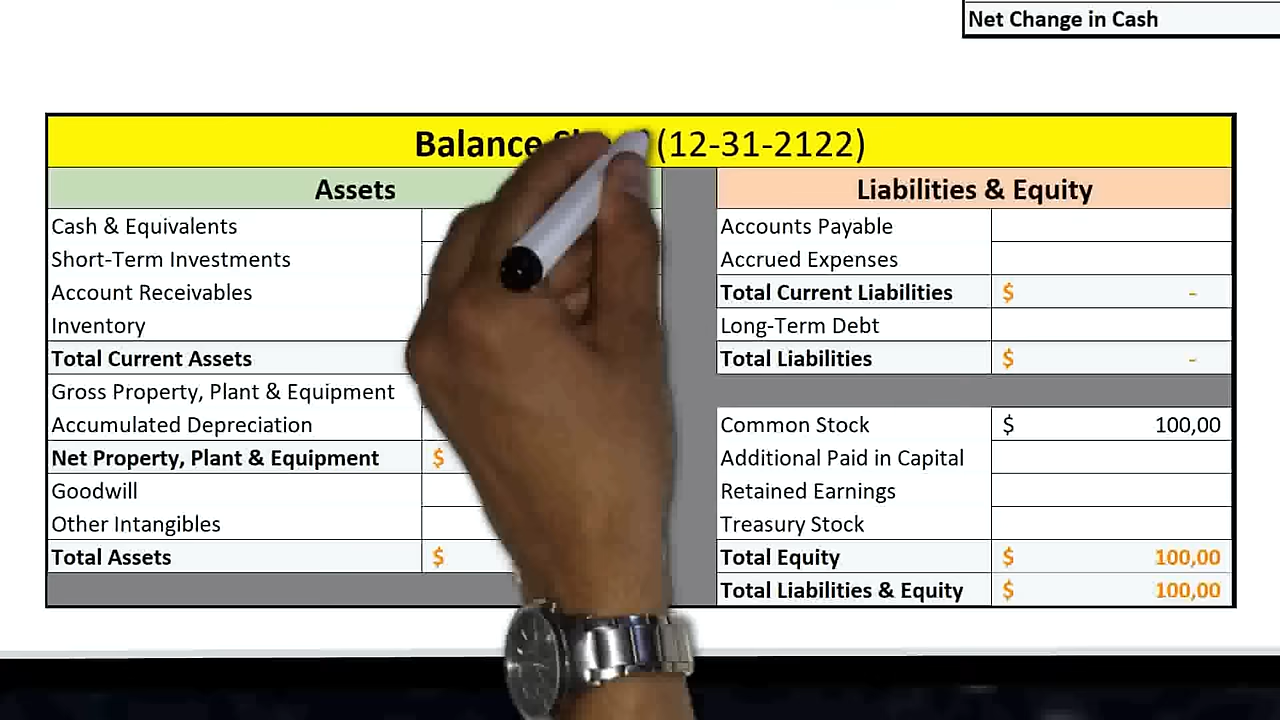 Net Change in Cash
Balance (12-31-2122)
Assets
Liabilities & Equity
Cash & Equivalents
Accounts Payable
Short-Term Investments
Accrued Expenses
Account Receivables
Total Current Liabilities $ -
Inventory
Long-Term Debt
Total Current Assets
Total Liabilities $ -
Gross Property, Plant & Equipment
Accumulated Depreciation
Common Stock $ 100,00
Net Property, Plant & Equipment $
Additional Paid in Capital
Goodwill
Retained Earnings
Other Intangibles
Treasury Stock
Total Assets $
Total Equity $ 100,00
Total Liabilities & Equity $ 100,00